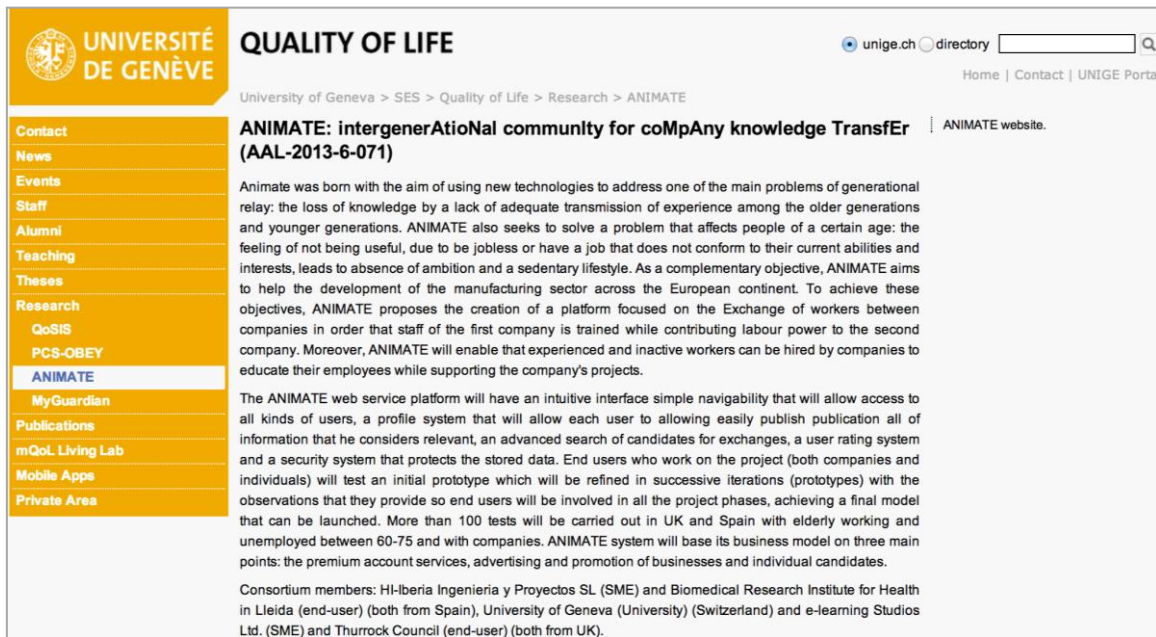 UNIVERSITÉ
DE GENÈVE
QUALITY OF LIFE
unige.ch directory
Home | Contact | UNIGE Porta
University of Geneva > SES > Quality of Life > Research > ANIMATE
Contact
News
Events
Staff
Alumni
Teaching
Theses
Research
QoSIS
PCS-OBEY
ANIMATE
MyGuardian
Publications
mQoL Living Lab
Mobile Apps
Private Area
ANIMATE: intergenerAtioNal communIty for coMpAny knowledge TransfEr
(AAL-2013-6-071)
Animate was born with the aim of using new technologies to address one of the main problems of generational
relay: the loss of knowledge by a lack of adequate transmission of experience among the older generations
and younger generations. ANIMATE also seeks to solve a problem that affects people of a certain age: the
feeling of not being useful, due to be jobless or have a job that does not conform to their current abilities and
interests, leads to absence of ambition and a sedentary lifestyle. As a complementary objective, ANIMATE aims
to help the development of the manufacturing sector across the European continent. To achieve these
objectives, ANIMATE proposes the creation of a platform focused on the Exchange of workers between
companies in order that staff of the first company is trained while contributing labour power to the second
company. Moreover, ANIMATE will enable that experienced and inactive workers can be hired by companies to
educate their employees while supporting the company's projects.
The ANIMATE web service platform will have an intuitive interface simple navigability that will allow access to
all kinds of users, a profile system that will allow each user to allowing easily publish publication all of
information that he considers relevant, an advanced search of candidates for exchanges, a user rating system
and a security system that protects the stored data. End users who work on the project (both companies and
individuals) will test an initial prototype which will be refined in successive iterations (prototypes) with the
observations that they provide so end users will be involved in all the project phases, achieving a final model
that can be launched. More than 100 tests will be carried out in UK and Spain with elderly working and
unemployed between 60-75 and with companies. ANIMATE system will base its business model on three main
points: the premium account services, advertising and promotion of businesses and individual candidates.
Consortium members: HI-Iberia Ingenieria y Proyectos SL (SME) and Biomedical Research Institute for Health
in Lleida (end-user) (both from Spain), University of Geneva (University) (Switzerland) and e-learning Studios
Ltd. (SME) and Thurrock Council (end-user) (both from UK).
ANIMATE website.